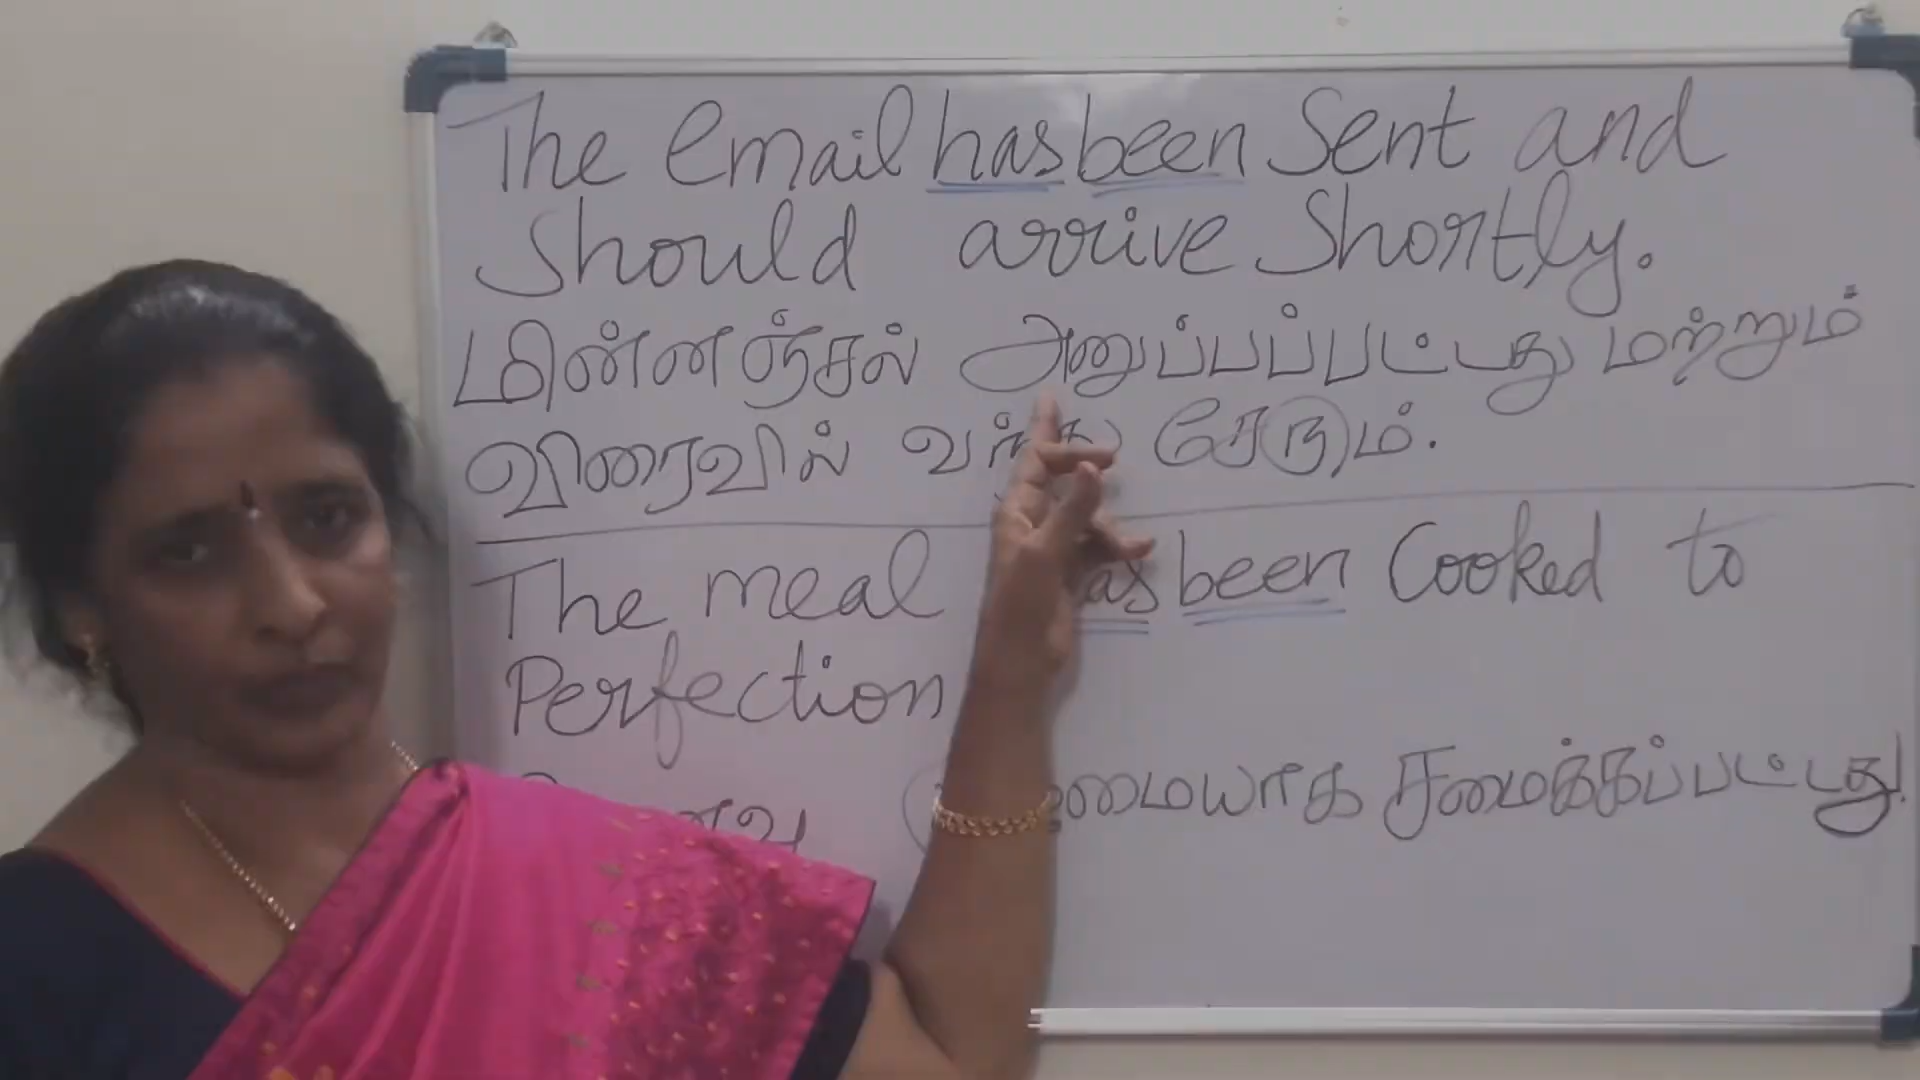 The email has been Sent and
Should arrive Shortly.
மின்னஞ்சல் அனுப்பப்பட்டது மற்றும்
விரைவில் வந்து சேரும்.
The meal been Cooked to
Perfection
சமைக்கப்பட்டது.